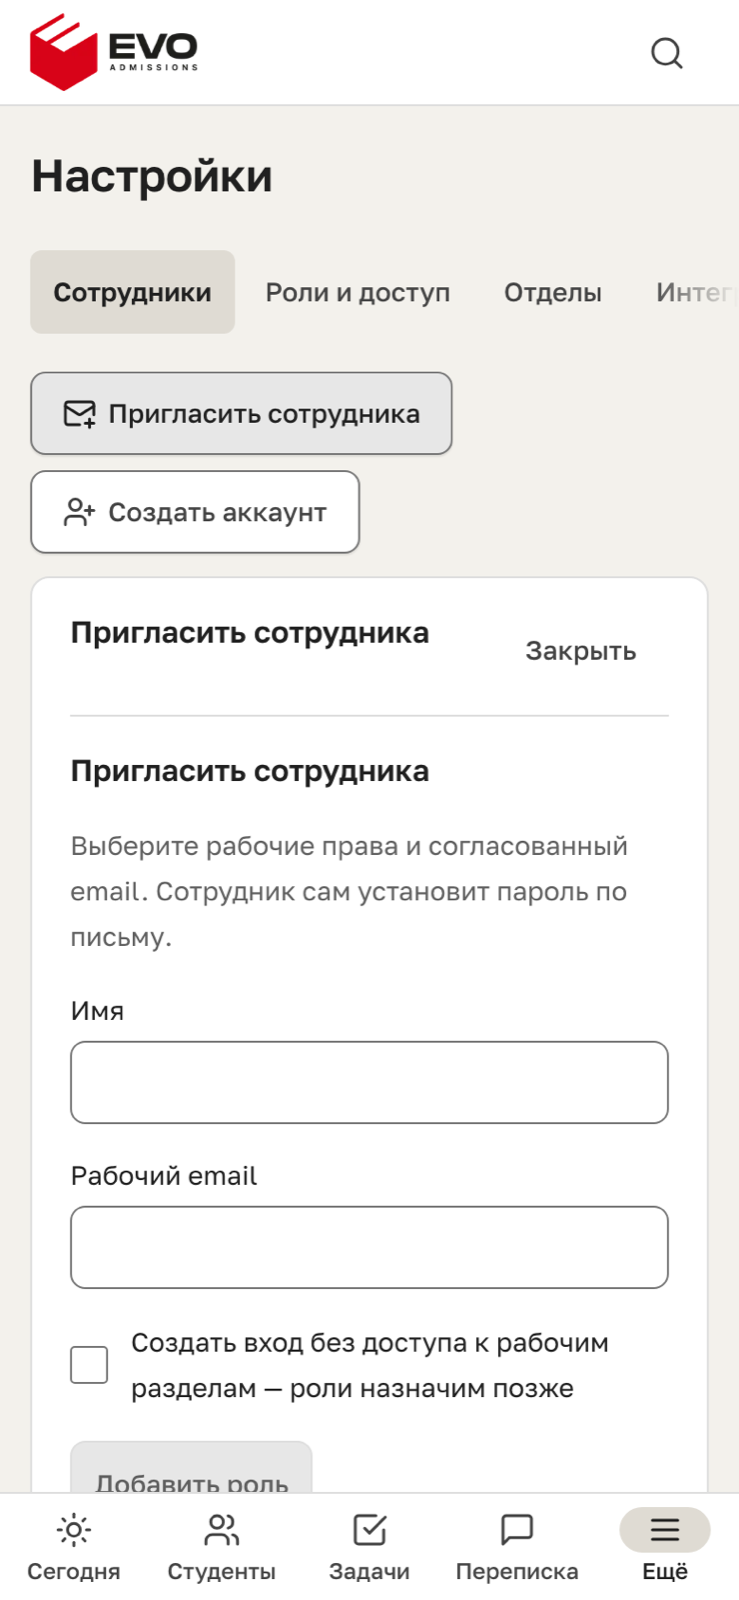 EVO
ADMISSIONS
Настройки
Сотрудники
Роли и доступ
Отделы
Интег
Пригласить сотрудника
Создать аккаунт
Пригласить сотрудника
Закрыть
Пригласить сотрудника
Выберите рабочие права и согласованный
email. Сотрудник сам установит пароль по
письму.
Имя
Рабочий email
Создать вход без доступа к рабочим
разделам — роли назначим позже
Добавить роль
Сегодня
Студенты
Задачи
Переписка
Ещё